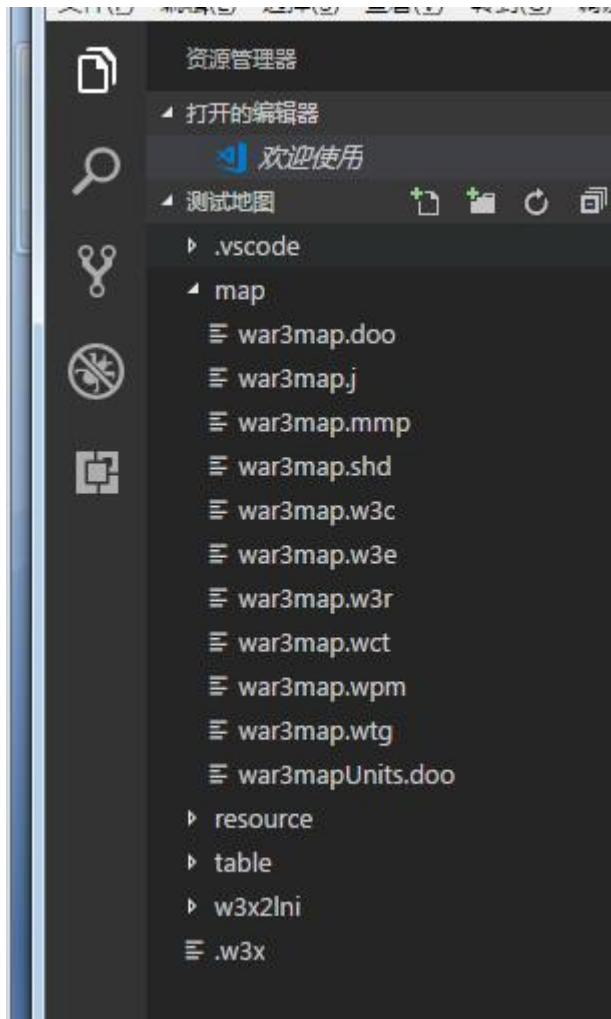 资源管理器
打开的编辑器
欢迎使用
测试地图
.vscode
map
war3map.doo
war3map.j
war3map.mmp
war3map.shd
war3map.w3c
war3map.w3e
war3map.w3r
war3map.wct
war3map.wpm
war3map.wtg
war3mapUnits.doo
resource
table
w3x2lni
.w3x